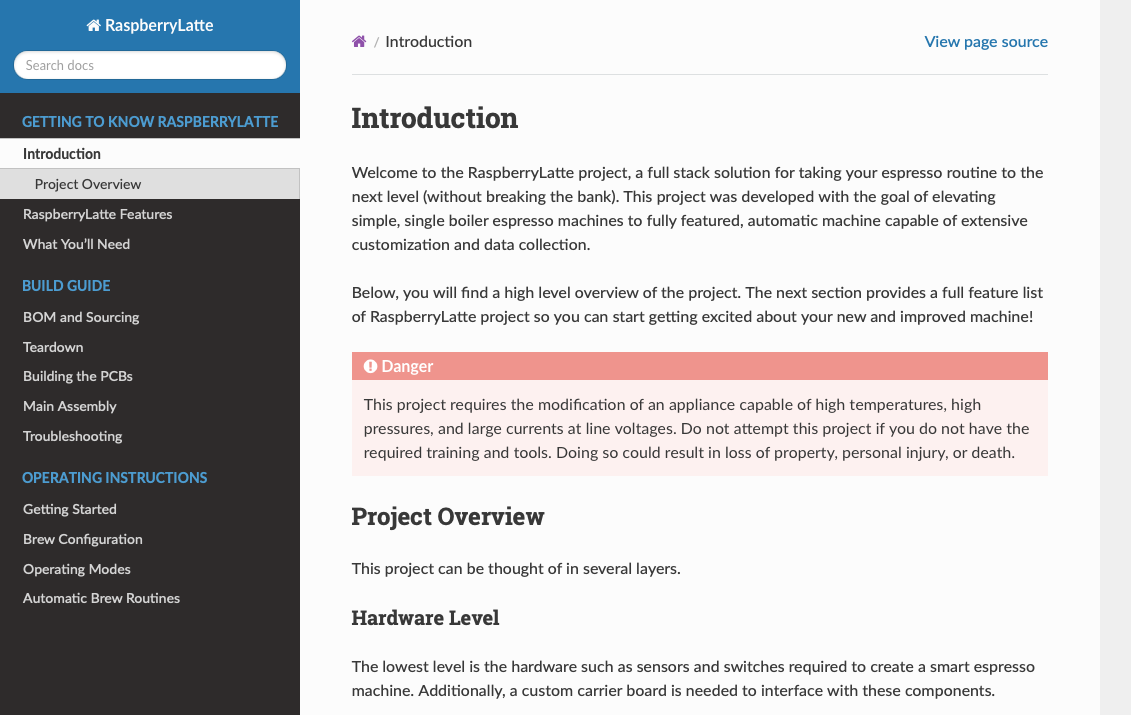 RaspberryLatte
Search docs
GETTING TO KNOW RASPBERRYLATTE
Introduction
Project Overview
RaspberryLatte Features
What You’ll Need
BUILD GUIDE
BOM and Sourcing
Teardown
Building the PCBs
Main Assembly
Troubleshooting
OPERATING INSTRUCTIONS
Getting Started
Brew Configuration
Operating Modes
Automatic Brew Routines
/ Introduction
View page source
Introduction
Welcome to the RaspberryLatte project, a full stack solution for taking your espresso routine to the
next level (without breaking the bank). This project was developed with the goal of elevating
simple, single boiler espresso machines to fully featured, automatic machine capable of extensive
customization and data collection.
Below, you will find a high level overview of the project. The next section provides a full feature list
of RaspberryLatte project so you can start getting excited about your new and improved machine!
Danger
This project requires the modification of an appliance capable of high temperatures, high
pressures, and large currents at line voltages. Do not attempt this project if you do not have the
required training and tools. Doing so could result in loss of property, personal injury, or death.
Project Overview
This project can be thought of in several layers.
Hardware Level
The lowest level is the hardware such as sensors and switches required to create a smart espresso
machine. Additionally, a custom carrier board is needed to interface with these components.